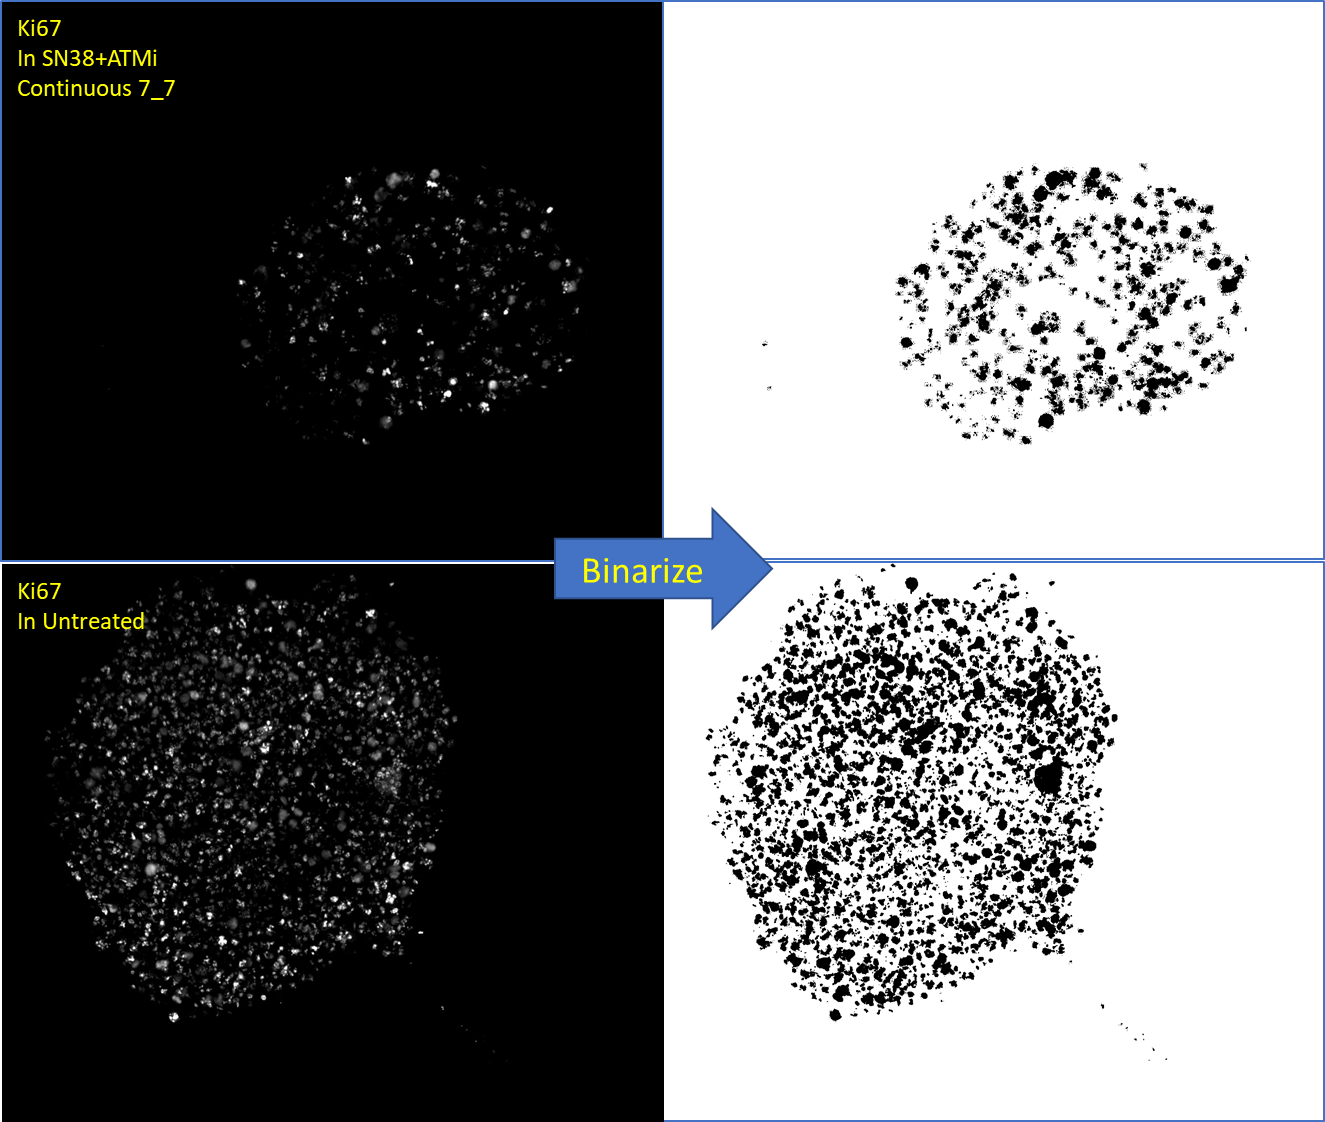 Ki67
In SN38+ATMi
Continuous 7_7
Binarize
Ki67
In Untreated